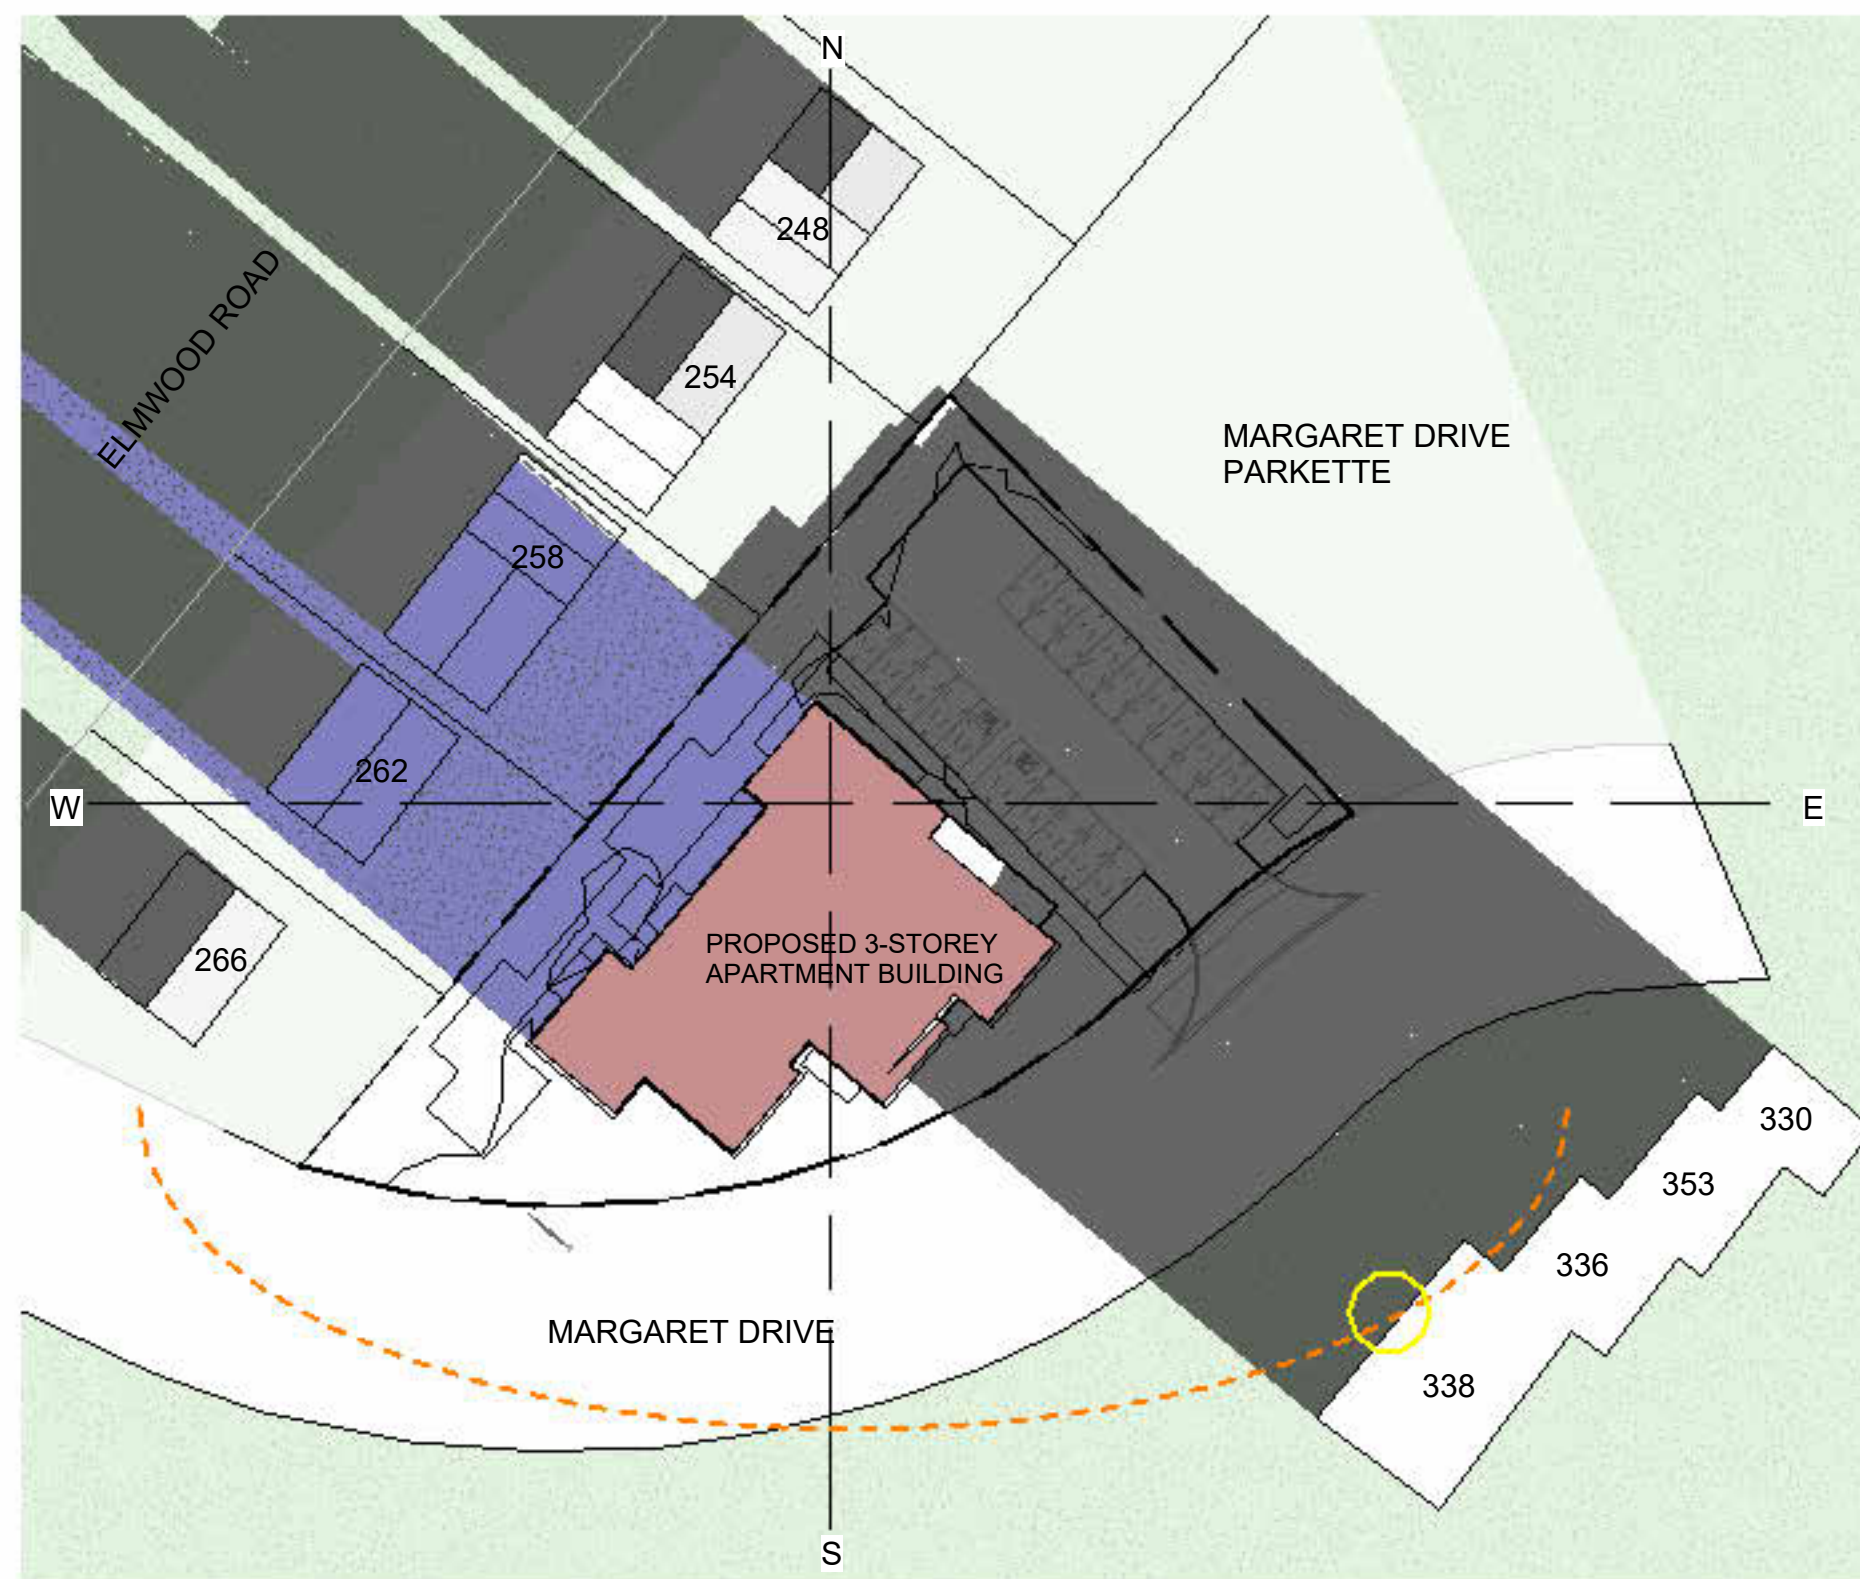 N
248
ELMWOOD ROAD
254
MARGARET DRIVE
PARKETTE
258
262
W
E
266
PROPOSED 3-STOREY
APARTMENT BUILDING
330
353
336
MARGARET DRIVE
338
S